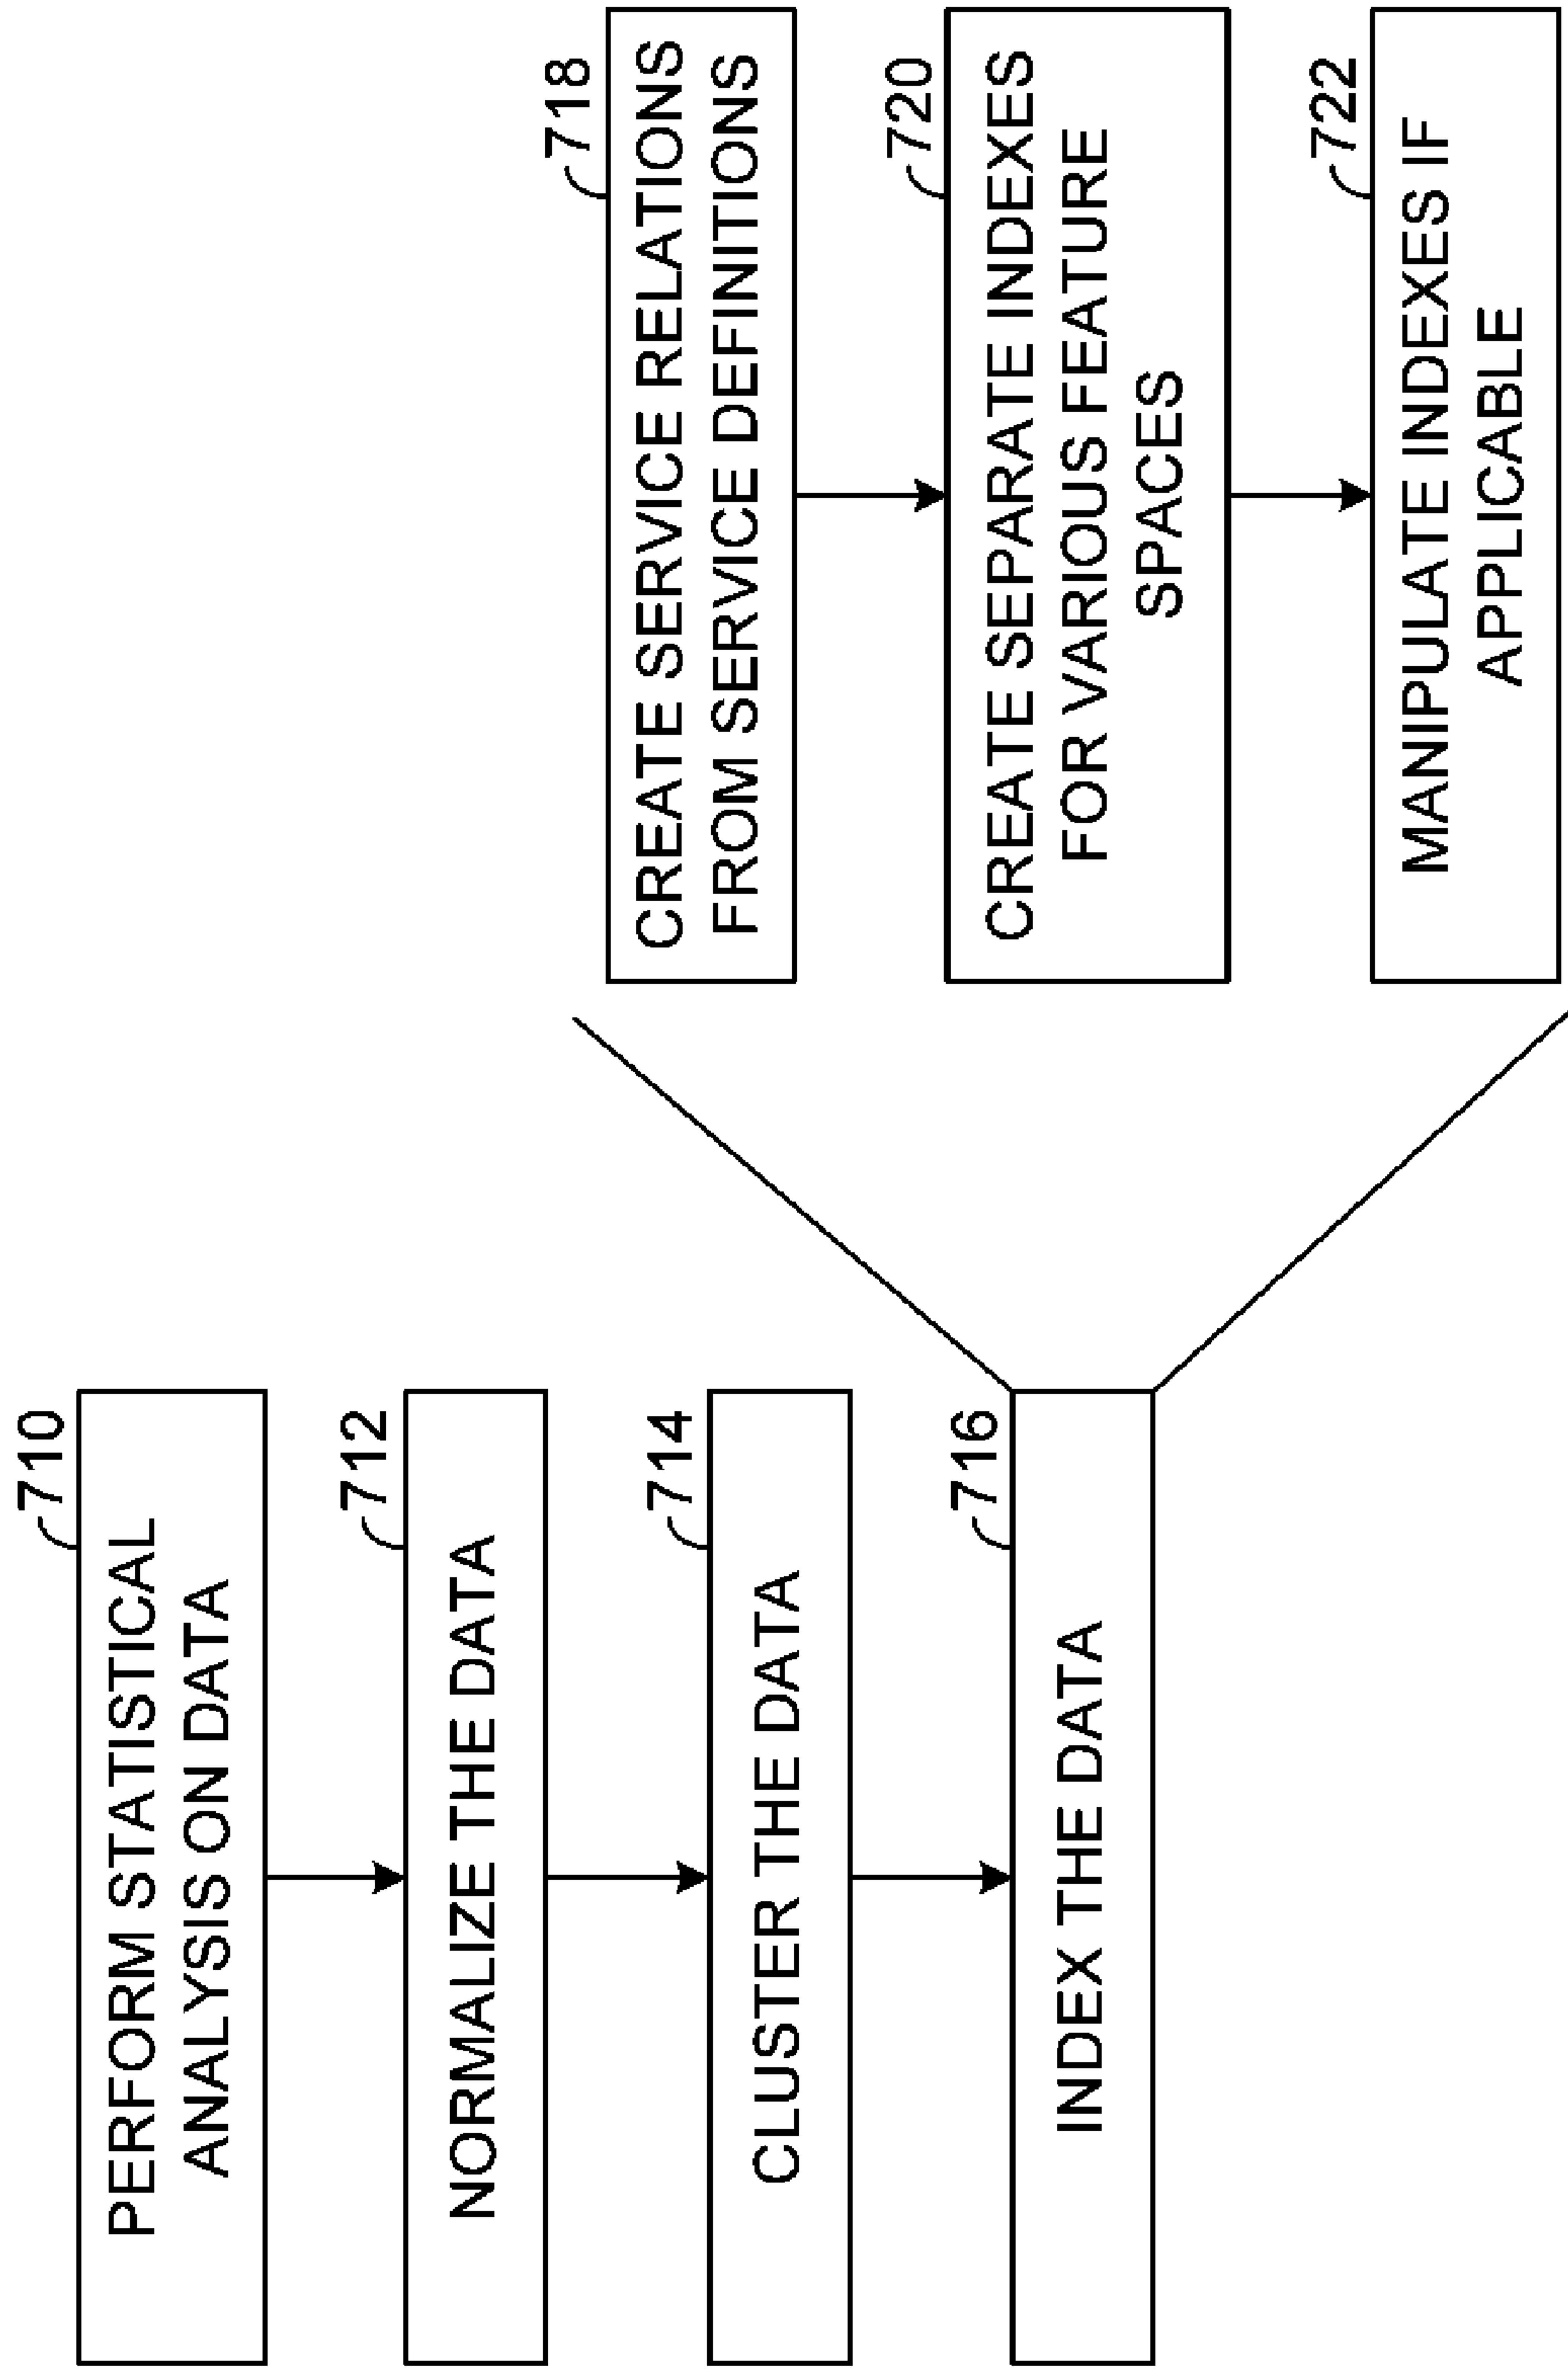 710
PERFORM STATISTICAL
ANALYSIS ON DATA
712
NORMALIZE THE DATA
714
CLUSTER THE DATA
716
INDEX THE DATA
718
CREATE SERVICE RELATIONS
FROM SERVICE DEFINITIONS
720
CREATE SEPARATE INDEXES
FOR VARIOUS FEATURE
SPACES
722
MANIPULATE INDEXES IF
APPLICABLE